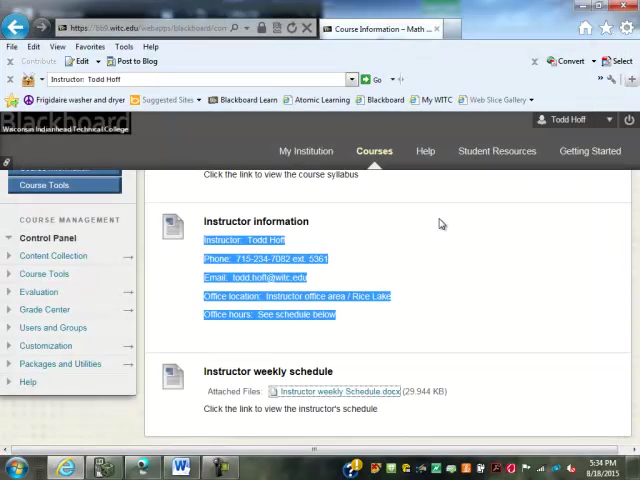 https://bb9.witc.edu/webapps/blackboard/con
Course Information – Math ...
File Edit View Favorites Tools Help
Contribute Edit Post to Blog
Convert Select
Instructor: Todd Hoff
Go
Frigidaire washer and dryer Suggested Sites Blackboard Learn Atomic Learning Blackboard My WITC Web Slice Gallery
Blackboard
Wisconsin Indianhead Technical College
Todd Hoff
My Institution Courses Help Student Resources Getting Started
Click the link to view the course syllabus
Course Tools
COURSE MANAGEMENT
Control Panel
Content Collection
Course Tools
Evaluation
Grade Center
Users and Groups
Customization
Packages and Utilities
Help
Instructor information
Instructor: Todd Hoff
Phone: 715-234-7082 ext. 5361
Email: todd.hoff@witc.edu
Office location: Instructor office area / Rice Lake
Office hours: See schedule below
Instructor weekly schedule
Attached Files: Instructor weekly Schedule.docx (29.944 KB)
Click the link to view the instructor's schedule
5:34 PM
8/18/2015